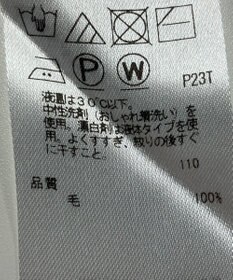 P W
P23T
液温は30℃以下。
中性洗剤(おしゃれ着洗い)を
使用。漂白剤は液体タイプを使
用。よくすすぎ、絞りの後すぐ
に干すこと。
110
品質
毛 100%